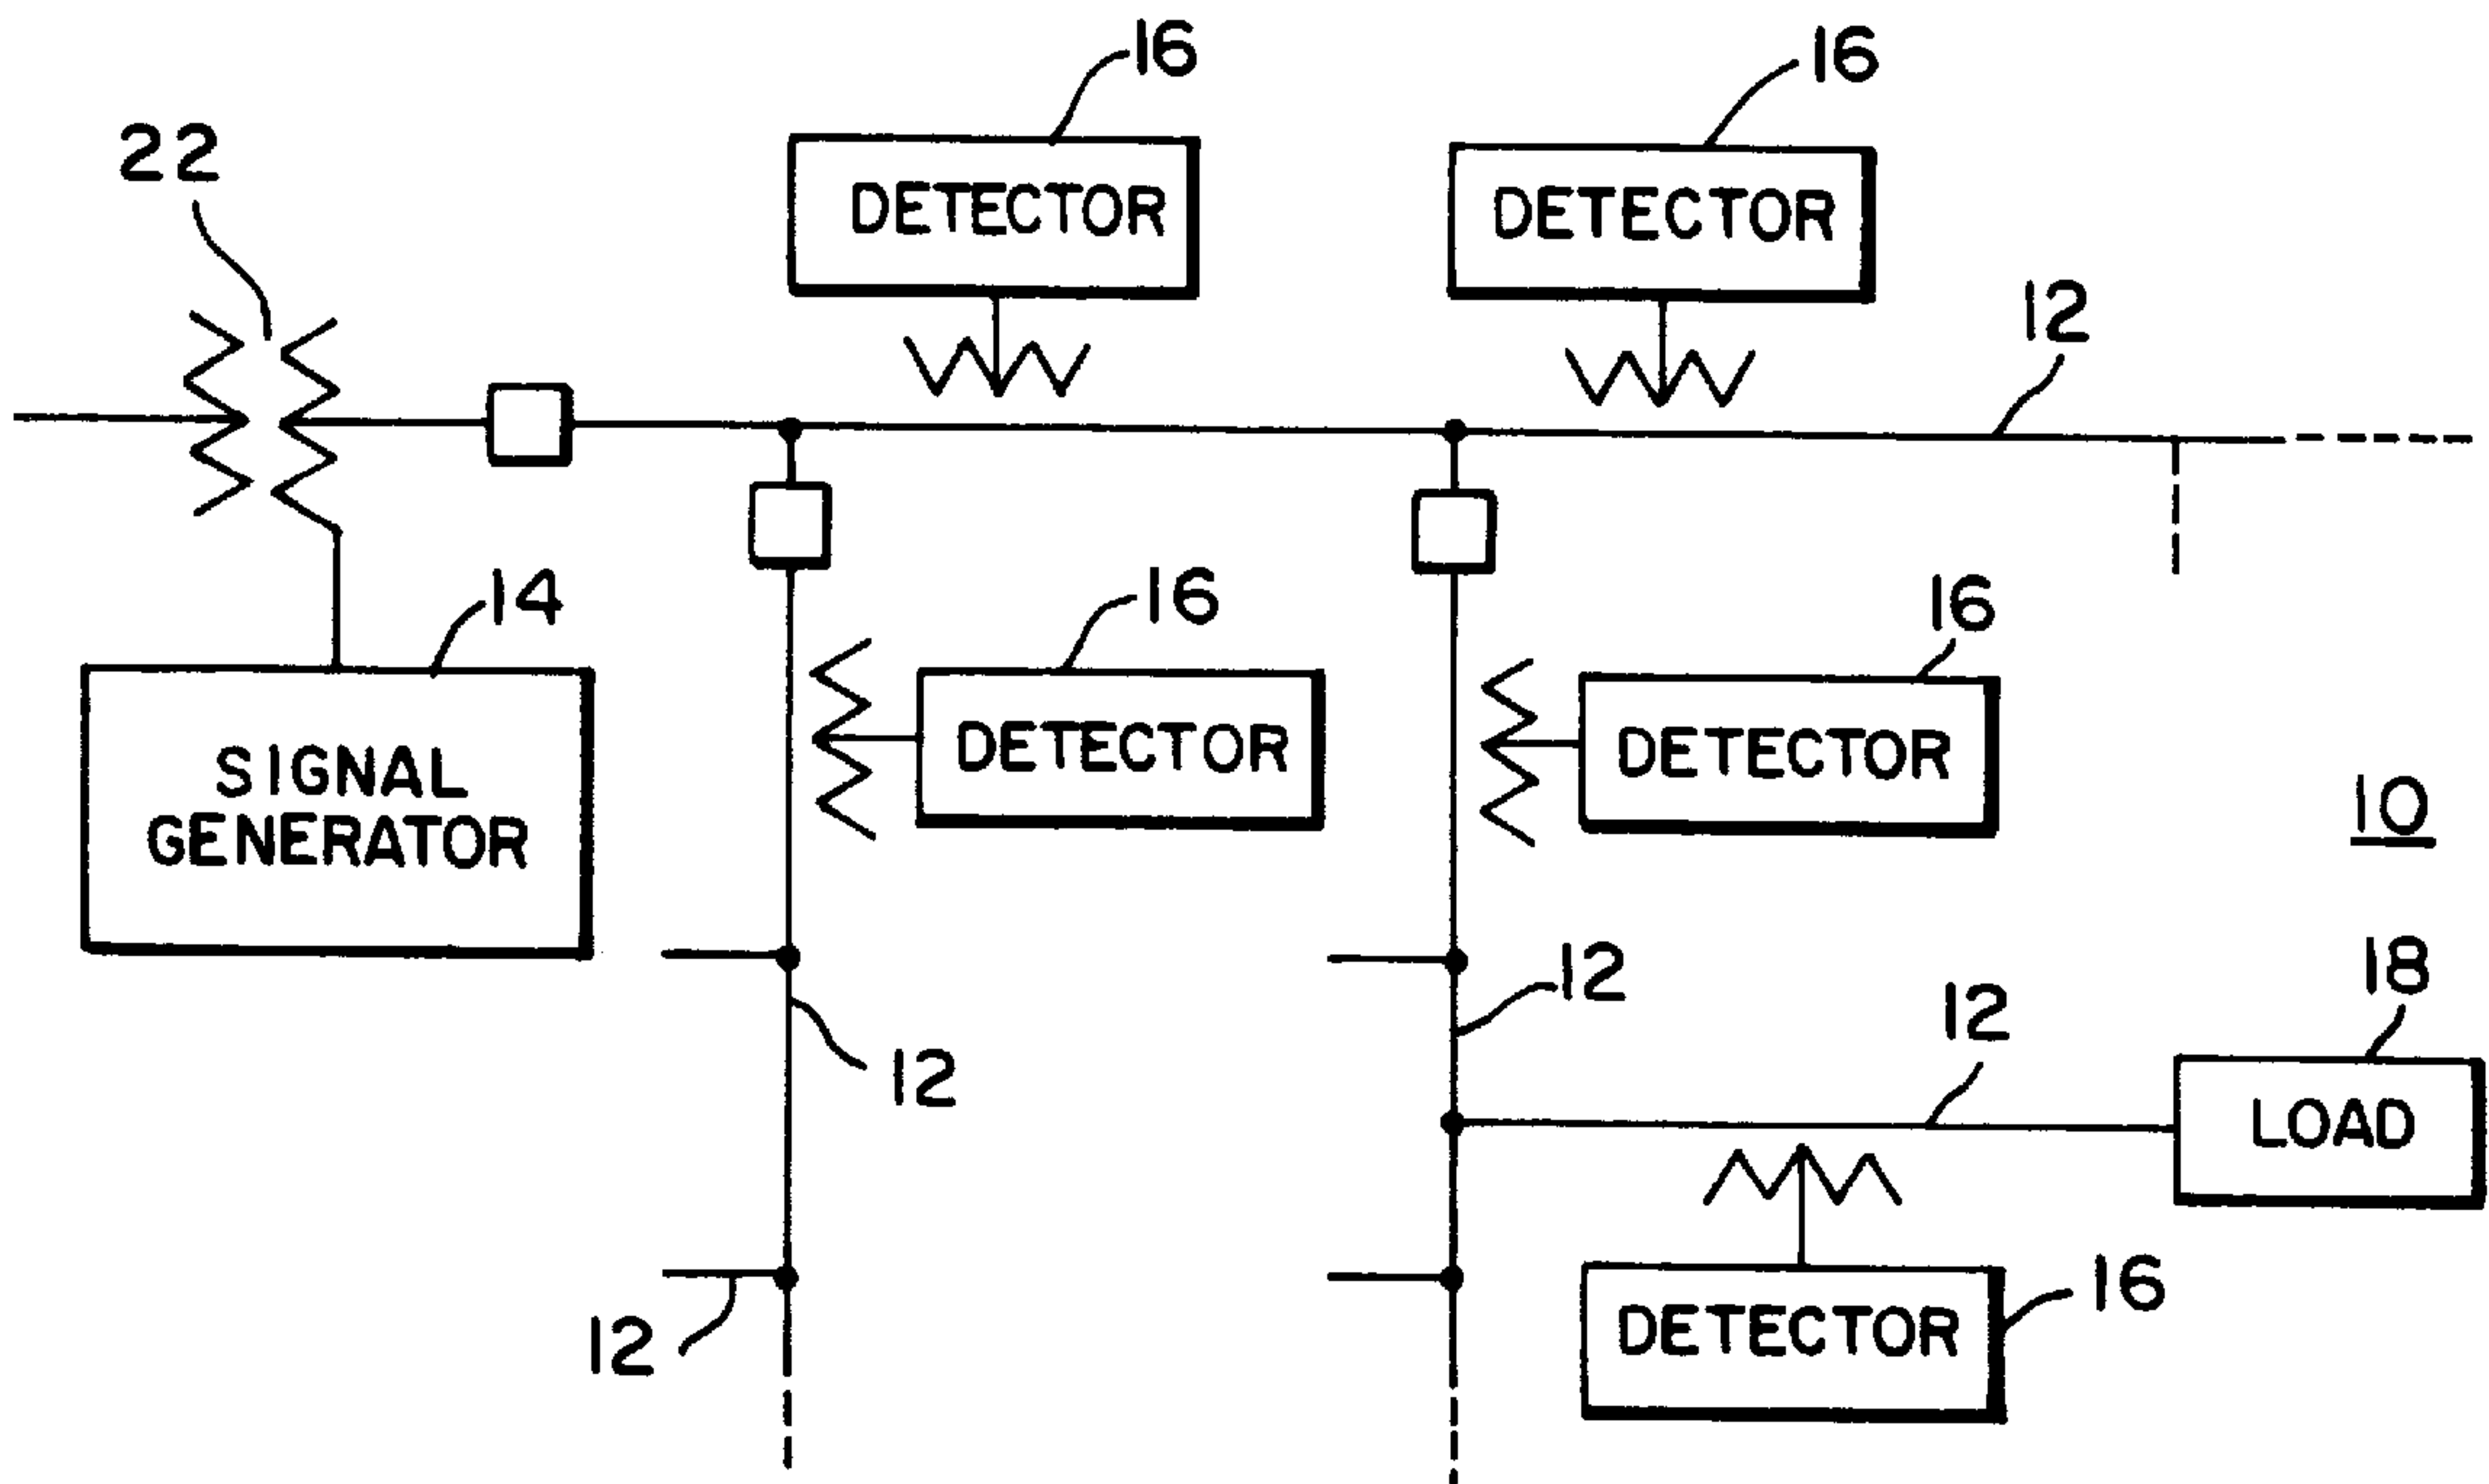 16
16
22
DETECTOR
DETECTOR
12
14
16
16
SIGNAL
GENERATOR
DETECTOR
DETECTOR
10
12
18
12
12
LOAD
16
DETECTOR
12